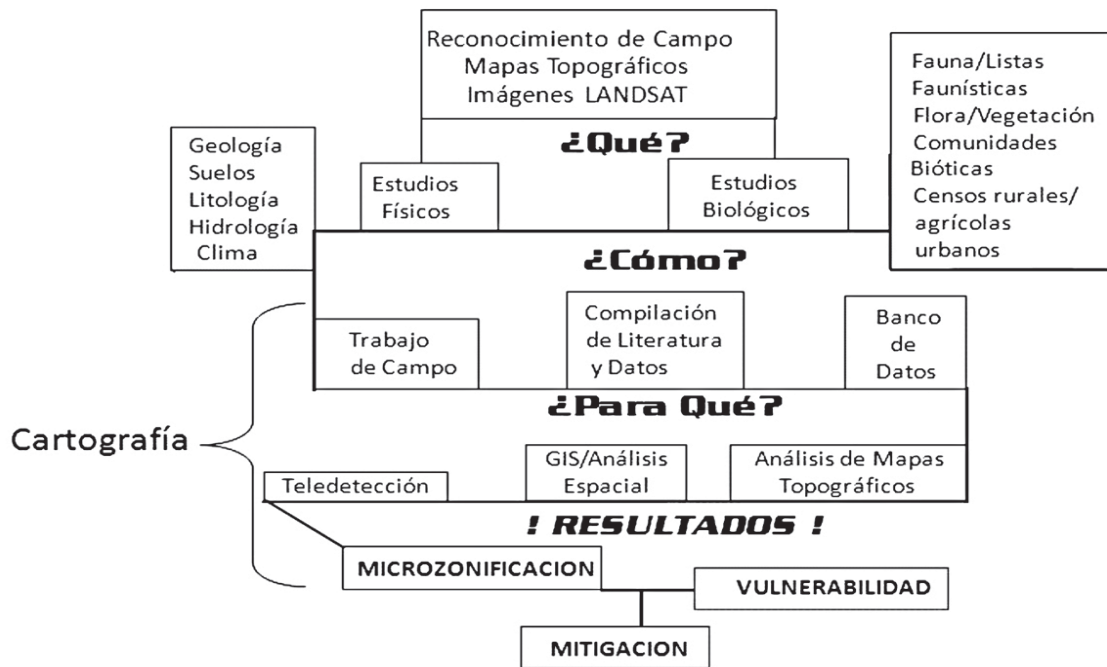 Reconocimiento de Campo
Mapas Topográficos
Imágenes LANDSAT
¿Qué?
Geología
Suelos
Litología
Hidrología
Clima
Estudios
Físicos
Estudios
Biológicos
Fauna/Listas
Faunísticas
Flora/Vegetación
Comunidades
Bióticas
Censos rurales/
agrícolas
urbanos
¿Cómo?
Trabajo
de Campo
Compilación
de Literatura
y Datos
Banco
de
Datos
¿Para Qué?
Cartografía
Teledetección
GIS/Análisis
Espacial
Análisis de Mapas
Topográficos
! RESULTADOS !
MICROZONIFICACION
VULNERABILIDAD
MITIGACION